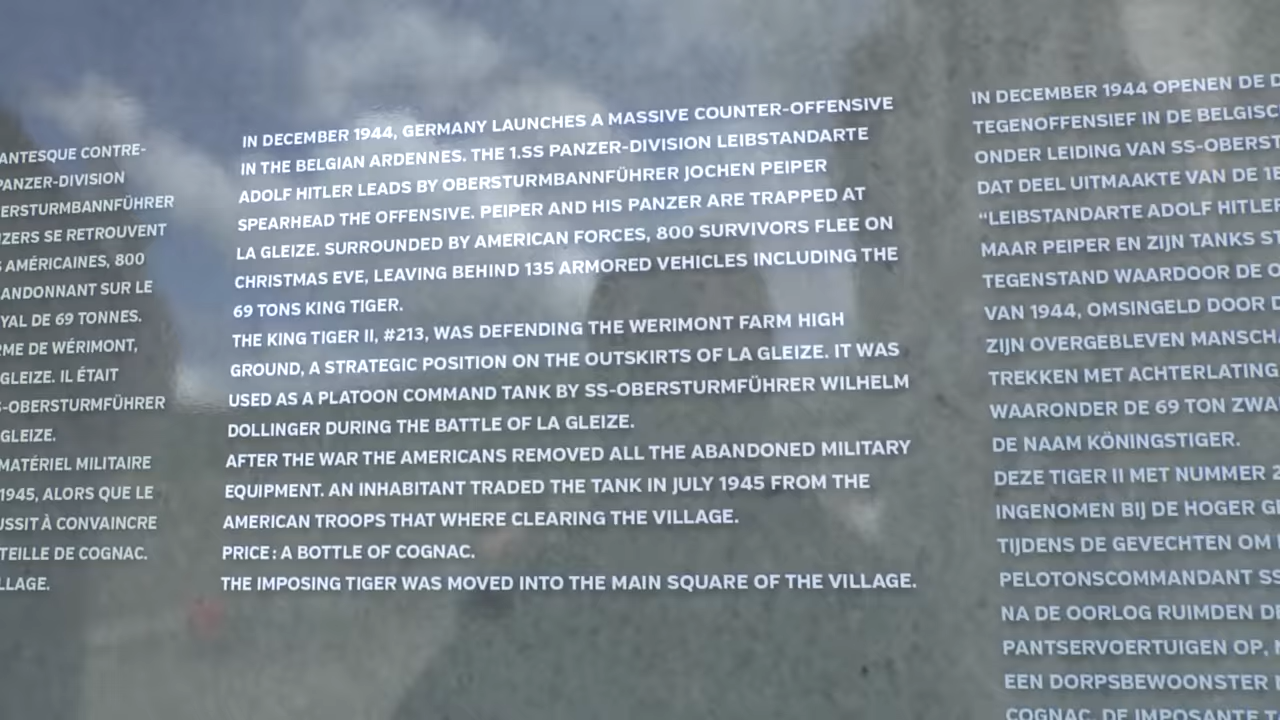 ANTESQUE CONTRE-
PANZER-DIVISION
ERSTURMBANNFÜHRER
ZERS SE RETROUVENT
AMÉRICAINES, 800
ANDONNANT SUR LE
YAL DE 69 TONNES.
ME DE WÉRIMONT,
GLEIZE. IL ÉTAIT
S-OBERSTURMFÜHRER
GLEIZE.
MATÉRIEL MILITAIRE
1945, ALORS QUE LE
USSIT À CONVAINCRE
TEILLE DE COGNAC.
LLAGE.
IN DECEMBER 1944, GERMANY LAUNCHES A MASSIVE COUNTER-OFFENSIVE
IN THE BELGIAN ARDENNES. THE 1.SS PANZER-DIVISION LEIBSTANDARTE
ADOLF HITLER LEADS BY OBERSTURMBANNFÜHRER JOCHEN PEIPER
SPEARHEAD THE OFFENSIVE. PEIPER AND HIS PANZER ARE TRAPPED AT
LA GLEIZE. SURROUNDED BY AMERICAN FORCES, 800 SURVIVORS FLEE ON
CHRISTMAS EVE, LEAVING BEHIND 135 ARMORED VEHICLES INCLUDING THE
69 TONS KING TIGER.
THE KING TIGER II, #213, WAS DEFENDING THE WERIMONT FARM HIGH
GROUND, A STRATEGIC POSITION ON THE OUTSKIRTS OF LA GLEIZE. IT WAS
USED AS A PLATOON COMMAND TANK BY SS-OBERSTURMFÜHRER WILHELM
DOLLINGER DURING THE BATTLE OF LA GLEIZE.
AFTER THE WAR THE AMERICANS REMOVED ALL THE ABANDONED MILITARY
EQUIPMENT. AN INHABITANT TRADED THE TANK IN JULY 1945 FROM THE
AMERICAN TROOPS THAT WHERE CLEARING THE VILLAGE.
PRICE : A BOTTLE OF COGNAC.
THE IMPOSING TIGER WAS MOVED INTO THE MAIN SQUARE OF THE VILLAGE.
IN DECEMBER 1944 OPENEN DE D
TEGENOFFENSIEF IN DE BELGISC
ONDER LEIDING VAN SS-OBERST
DAT DEEL UITMAAKTE VAN DE 1E
“LEIBSTANDARTE ADOLF HITLER
MAAR PEIPER EN ZIJN TANKS ST
TEGENSTAND WAARDOOR DE O
VAN 1944, OMSINGELD DOOR D
ZIJN OVERGEBLEVEN MANSCHA
TREKKEN MET ACHTERLATING
WAARONDER DE 69 TON ZWA
DE NAAM KÖNINGSTIGER.
DEZE TIGER II MET NUMMER 2
INGENOMEN BIJ DE HOGER GE
TIJDENS DE GEVECHTEN OM
PELOTONSCOMMANDANT SS
NA DE OORLOG RUIMDEN DE
PANTSERVOERTUIGEN OP,
EEN DORPSBEWOONSTER
COGNAC. DE IMPOSANTE T